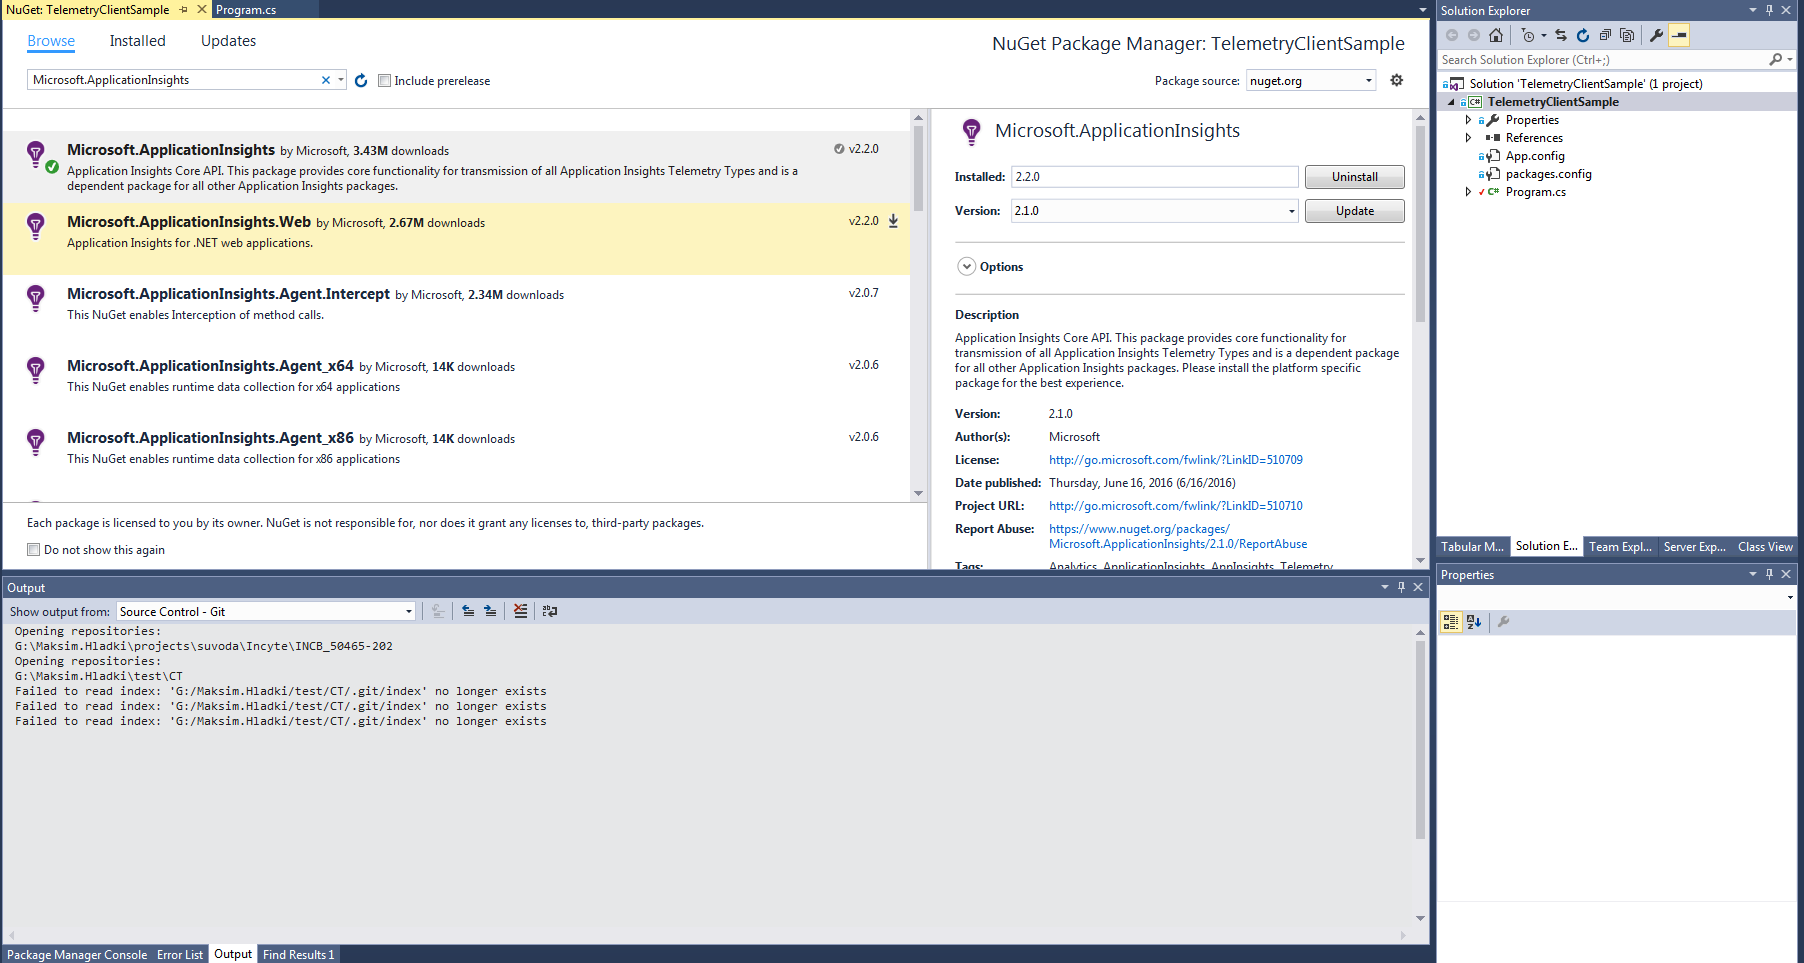 NuGet: TelemetryClientSample
Program.cs
Browse
Installed
Updates
NuGet Package Manager: TelemetryClientSample
Microsoft.ApplicationInsights
Include prerelease
Package source:
nuget.org
Microsoft.ApplicationInsights by Microsoft, 3.43M downloads
v2.2.0
Application Insights Core API. This package provides core functionality for transmission of all Application Insights Telemetry Types and is a
dependent package for all other Application Insights packages.
Microsoft.ApplicationInsights.Web by Microsoft, 2.67M downloads
v2.2.0
Application Insights for .NET web applications.
Microsoft.ApplicationInsights.Agent.Intercept by Microsoft, 2.34M downloads
v2.0.7
This NuGet enables Interception of method calls.
Microsoft.ApplicationInsights.Agent_x64 by Microsoft, 14K downloads
v2.0.6
This NuGet enables runtime data collection for x64 applications
Microsoft.ApplicationInsights.Agent_x86 by Microsoft, 14K downloads
v2.0.6
This NuGet enables runtime data collection for x86 applications
Each package is licensed to you by its owner. NuGet is not responsible for, nor does it grant any licenses to, third-party packages.
Do not show this again
Microsoft.ApplicationInsights
Installed: 2.2.0 Uninstall
Version: 2.1.0 Update
Options
Description
Application Insights Core API. This package provides core functionality for
transmission of all Application Insights Telemetry Types and is a dependent package
for all other Application Insights packages. Please install the platform specific
package for the best experience.
Version: 2.1.0
Author(s): Microsoft
License: http://go.microsoft.com/fwlink/?LinkID=510709
Date published: Thursday, June 16, 2016 (6/16/2016)
Project URL: http://go.microsoft.com/fwlink/?LinkID=510710
Report Abuse: https://www.nuget.org/packages/
Microsoft.ApplicationInsights/2.1.0/ReportAbuse
Tags: Analytics, ApplicationInsights, AppInsights, Telemetry
Output
Show output from: Source Control - Git
Opening repositories:
G:\Maksim.Hladki\projects\suvoda\Incyte\INCB_50465-202
Opening repositories:
G:\Maksim.Hladki\test\CT
Failed to read index: 'G:/Maksim.Hladki/test/CT/.git/index' no longer exists
Failed to read index: 'G:/Maksim.Hladki/test/CT/.git/index' no longer exists
Failed to read index: 'G:/Maksim.Hladki/test/CT/.git/index' no longer exists
Package Manager Console
Error List
Output
Find Results 1
Solution Explorer
Search Solution Explorer (Ctrl+;)
Solution 'TelemetryClientSample' (1 project)
C# TelemetryClientSample
Properties
References
App.config
packages.config
C# Program.cs
Tabular M...
Solution E...
Team Expl...
Server Exp...
Class View
Properties